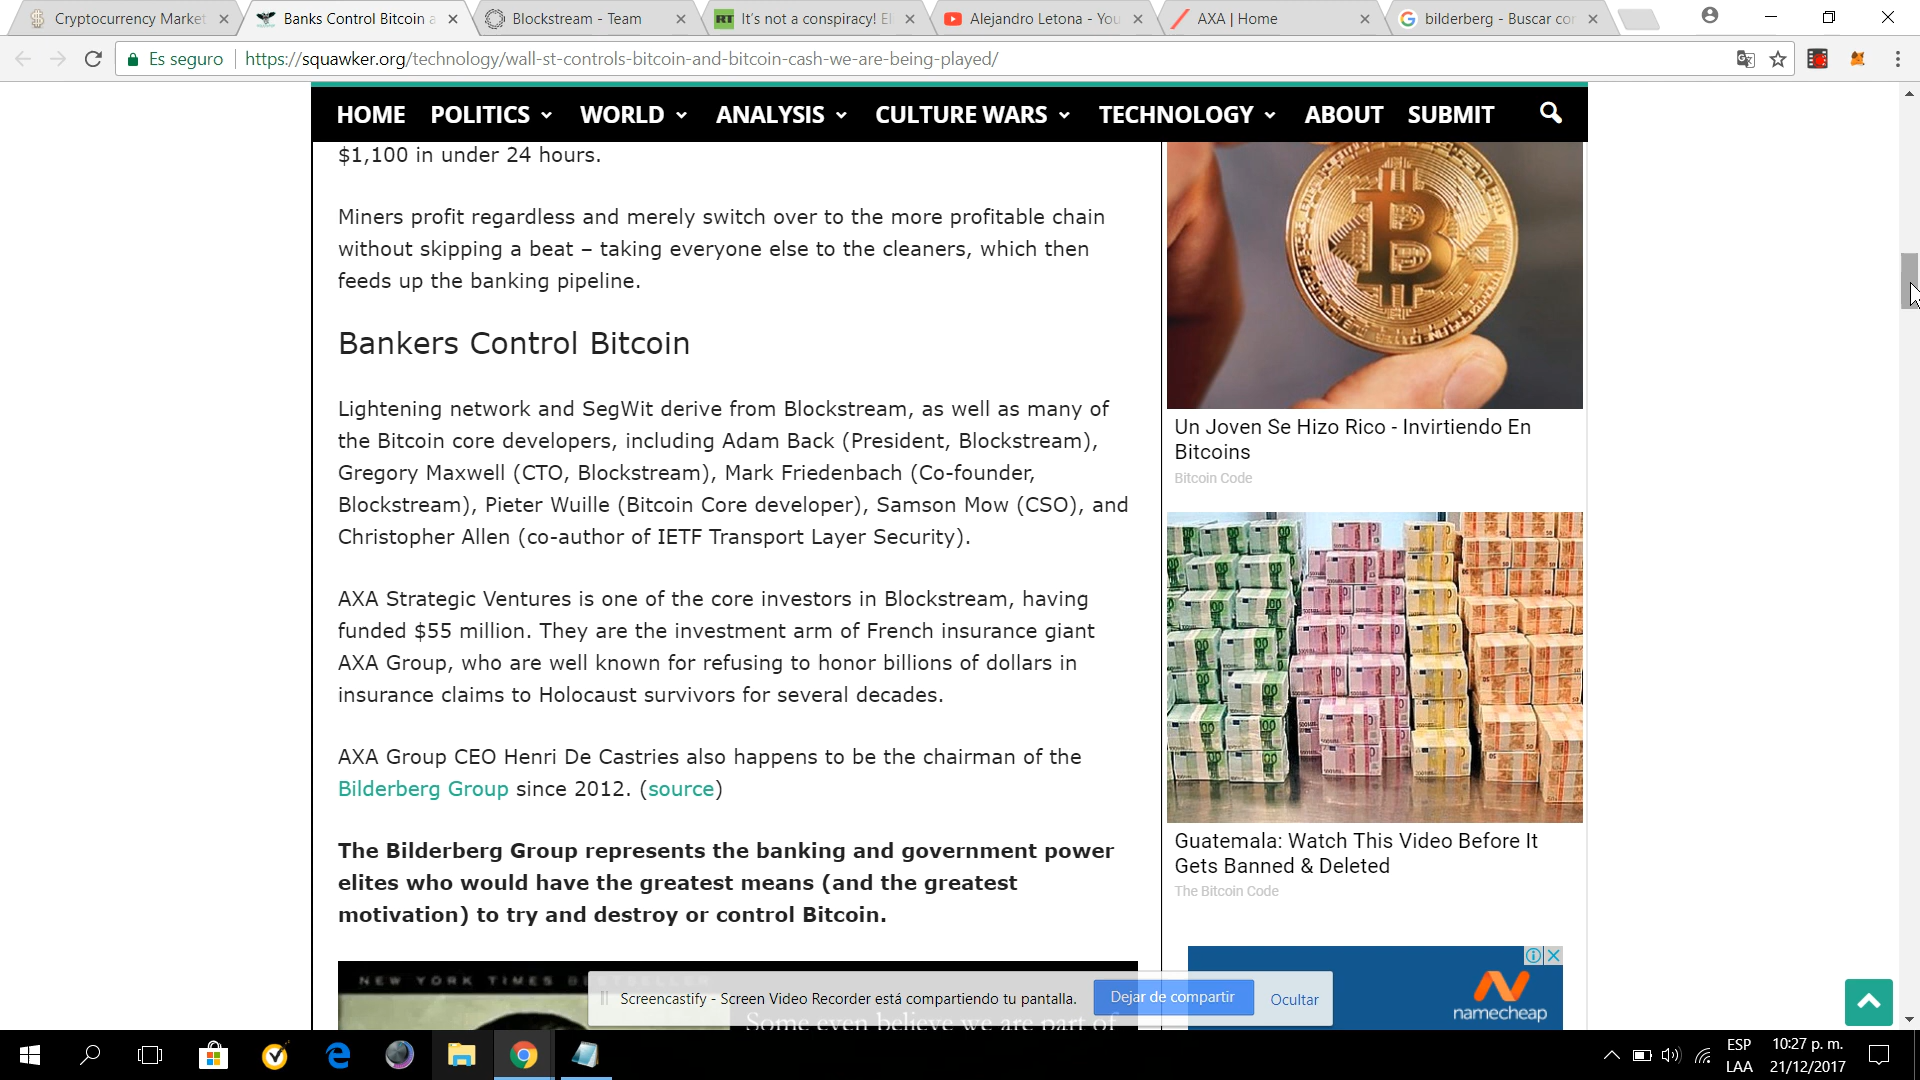 Cryptocurrency Market
Banks Control Bitcoin a
Blockstream - Team
RT It's not a conspiracy! El
Alejandro Letona - You
AXA | Home
bilderberg - Buscar con
Es seguro
https://squawker.org/technology/wall-st-controls-bitcoin-and-bitcoin-cash-we-are-being-played/
HOME POLITICS WORLD ANALYSIS CULTURE WARS TECHNOLOGY ABOUT SUBMIT
$1,100 in under 24 hours.
Miners profit regardless and merely switch over to the more profitable chain
without skipping a beat – taking everyone else to the cleaners, which then
feeds up the banking pipeline.
Bankers Control Bitcoin
Lightening network and SegWit derive from Blockstream, as well as many of
the Bitcoin core developers, including Adam Back (President, Blockstream),
Gregory Maxwell (CTO, Blockstream), Mark Friedenbach (Co-founder,
Blockstream), Pieter Wuille (Bitcoin Core developer), Samson Mow (CSO), and
Christopher Allen (co-author of IETF Transport Layer Security).
AXA Strategic Ventures is one of the core investors in Blockstream, having
funded $55 million. They are the investment arm of French insurance giant
AXA Group, who are well known for refusing to honor billions of dollars in
insurance claims to Holocaust survivors for several decades.
AXA Group CEO Henri De Castries also happens to be the chairman of the
Bilderberg Group since 2012. (source)
The Bilderberg Group represents the banking and government power
elites who would have the greatest means (and the greatest
motivation) to try and destroy or control Bitcoin.
NEW YORK TIMES BESTSELLER
Some even believe we are part of
Un Joven Se Hizo Rico - Invirtiendo En
Bitcoins
Bitcoin Code
Guatemala: Watch This Video Before It
Gets Banned & Deleted
The Bitcoin Code
namecheap
Screencastify - Screen Video Recorder está compartiendo tu pantalla.
Dejar de compartir
Ocultar
ESP
LAA
10:27 p. m.
21/12/2017